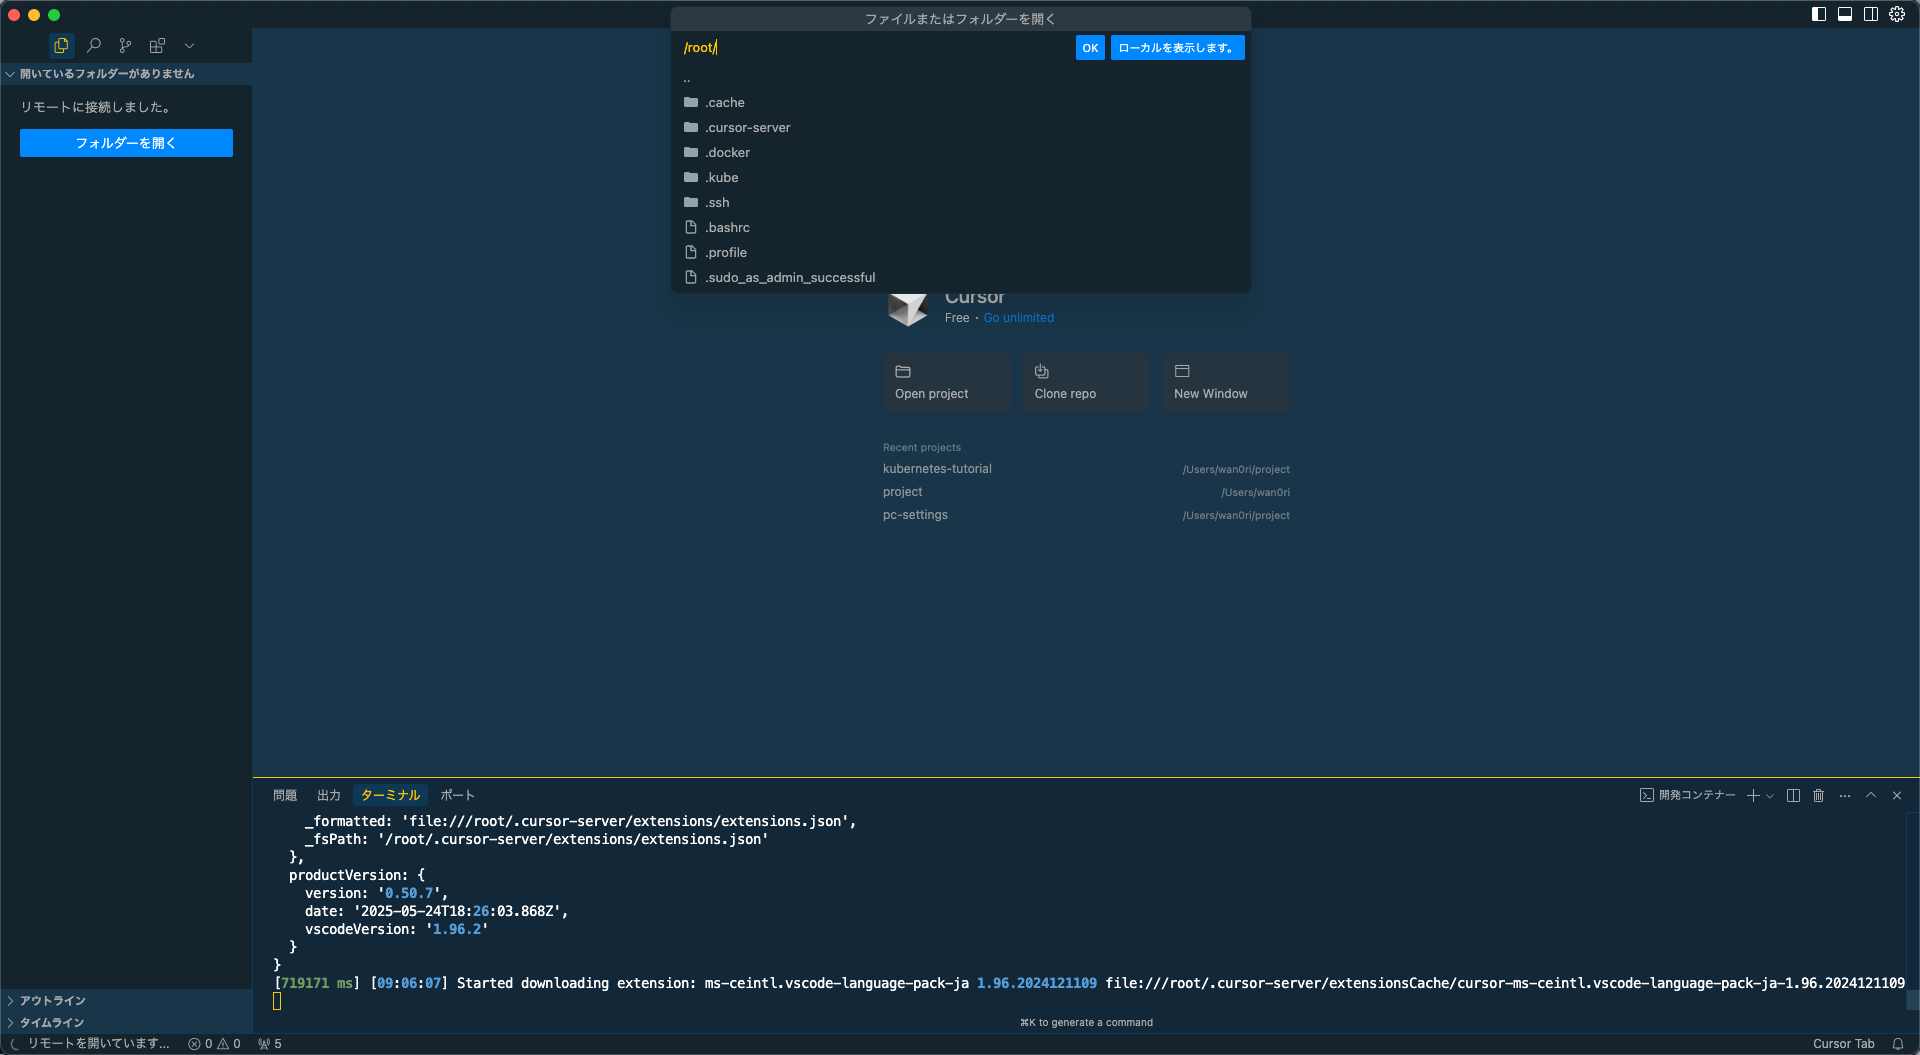 ファイルまたはフォルダーを開く
/root/
OK
ローカルを表示します。
..
.cache
.cursor-server
.docker
.kube
.ssh
.bashrc
.profile
.sudo_as_admin_successful
開いているフォルダーがありません
リモートに接続しました。
フォルダーを開く
Cursor
Free · Go unlimited
Open project
Clone repo
New Window
Recent projects
kubernetes-tutorial /Users/wan0ri/project
project /Users/wan0ri
pc-settings /Users/wan0ri/project
問題 出力 ターミナル ポート
開発コンテナー
_formatted: 'file:///root/.cursor-server/extensions/extensions.json',
_fsPath: '/root/.cursor-server/extensions/extensions.json'
},
productVersion: {
version: '0.50.7',
date: '2025-05-24T18:26:03.868Z',
vscodeVersion: '1.96.2'
}
}
[719171 ms] [09:06:07] Started downloading extension: ms-ceintl.vscode-language-pack-ja 1.96.2024121109 file:///root/.cursor-server/extensionsCache/cursor-ms-ceintl.vscode-language-pack-ja-1.96.2024121109
⌘K to generate a command
アウトライン
タイムライン
リモートを開いています... 0 0 5
Cursor Tab